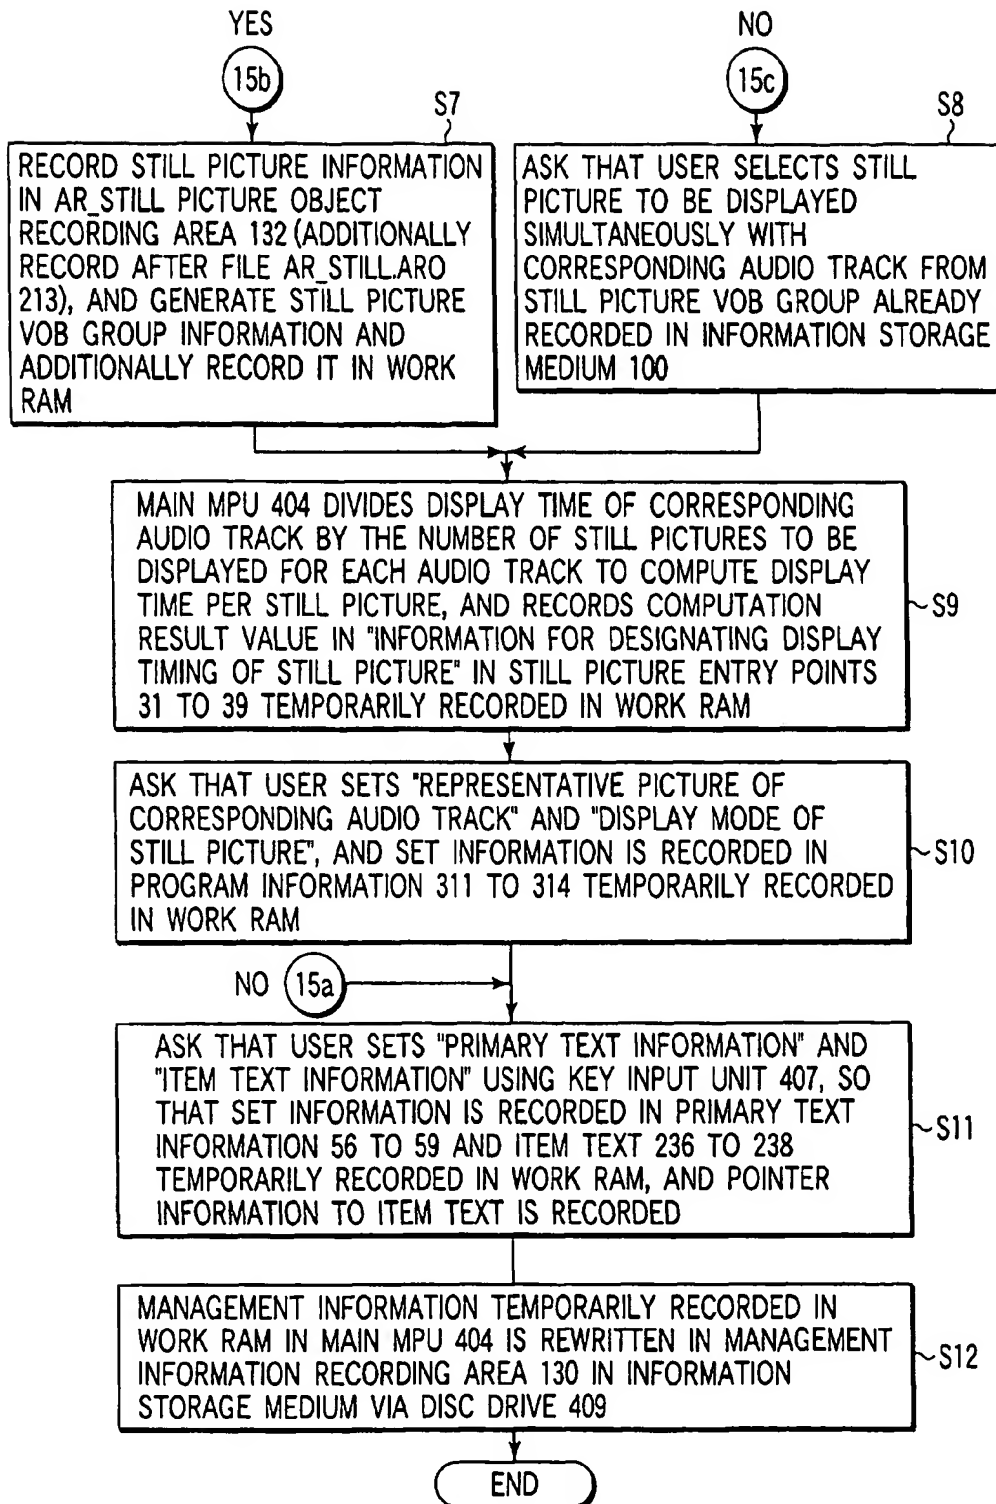 YES
15b
S7
RECORD STILL PICTURE INFORMATION
IN AR_STILL PICTURE OBJECT
RECORDING AREA 132 (ADDITIONALLY
RECORD AFTER FILE AR_STILL.ARO
213), AND GENERATE STILL PICTURE
VOB GROUP INFORMATION AND
ADDITIONALLY RECORD IT IN WORK
RAM
NO
15c
S8
ASK THAT USER SELECTS STILL
PICTURE TO BE DISPLAYED
SIMULTANEOUSLY WITH
CORRESPONDING AUDIO TRACK FROM
STILL PICTURE VOB GROUP ALREADY
RECORDED IN INFORMATION STORAGE
MEDIUM 100
MAIN MPU 404 DIVIDES DISPLAY TIME OF CORRESPONDING
AUDIO TRACK BY THE NUMBER OF STILL PICTURES TO BE
DISPLAYED FOR EACH AUDIO TRACK TO COMPUTE DISPLAY
TIME PER STILL PICTURE, AND RECORDS COMPUTATION
RESULT VALUE IN "INFORMATION FOR DESIGNATING DISPLAY
TIMING OF STILL PICTURE" IN STILL PICTURE ENTRY POINTS
31 TO 39 TEMPORARILY RECORDED IN WORK RAM
S9
ASK THAT USER SETS "REPRESENTATIVE PICTURE OF
CORRESPONDING AUDIO TRACK" AND "DISPLAY MODE OF
STILL PICTURE", AND SET INFORMATION IS RECORDED IN
PROGRAM INFORMATION 311 TO 314 TEMPORARILY RECORDED
IN WORK RAM
S10
NO 15a
ASK THAT USER SETS "PRIMARY TEXT INFORMATION" AND
"ITEM TEXT INFORMATION" USING KEY INPUT UNIT 407, SO
THAT SET INFORMATION IS RECORDED IN PRIMARY TEXT
INFORMATION 56 TO 59 AND ITEM TEXT 236 TO 238
TEMPORARILY RECORDED IN WORK RAM, AND POINTER
INFORMATION TO ITEM TEXT IS RECORDED
S11
MANAGEMENT INFORMATION TEMPORARILY RECORDED IN
WORK RAM IN MAIN MPU 404 IS REWRITTEN IN MANAGEMENT
INFORMATION RECORDING AREA 130 IN INFORMATION
STORAGE MEDIUM VIA DISC DRIVE 409
S12
END